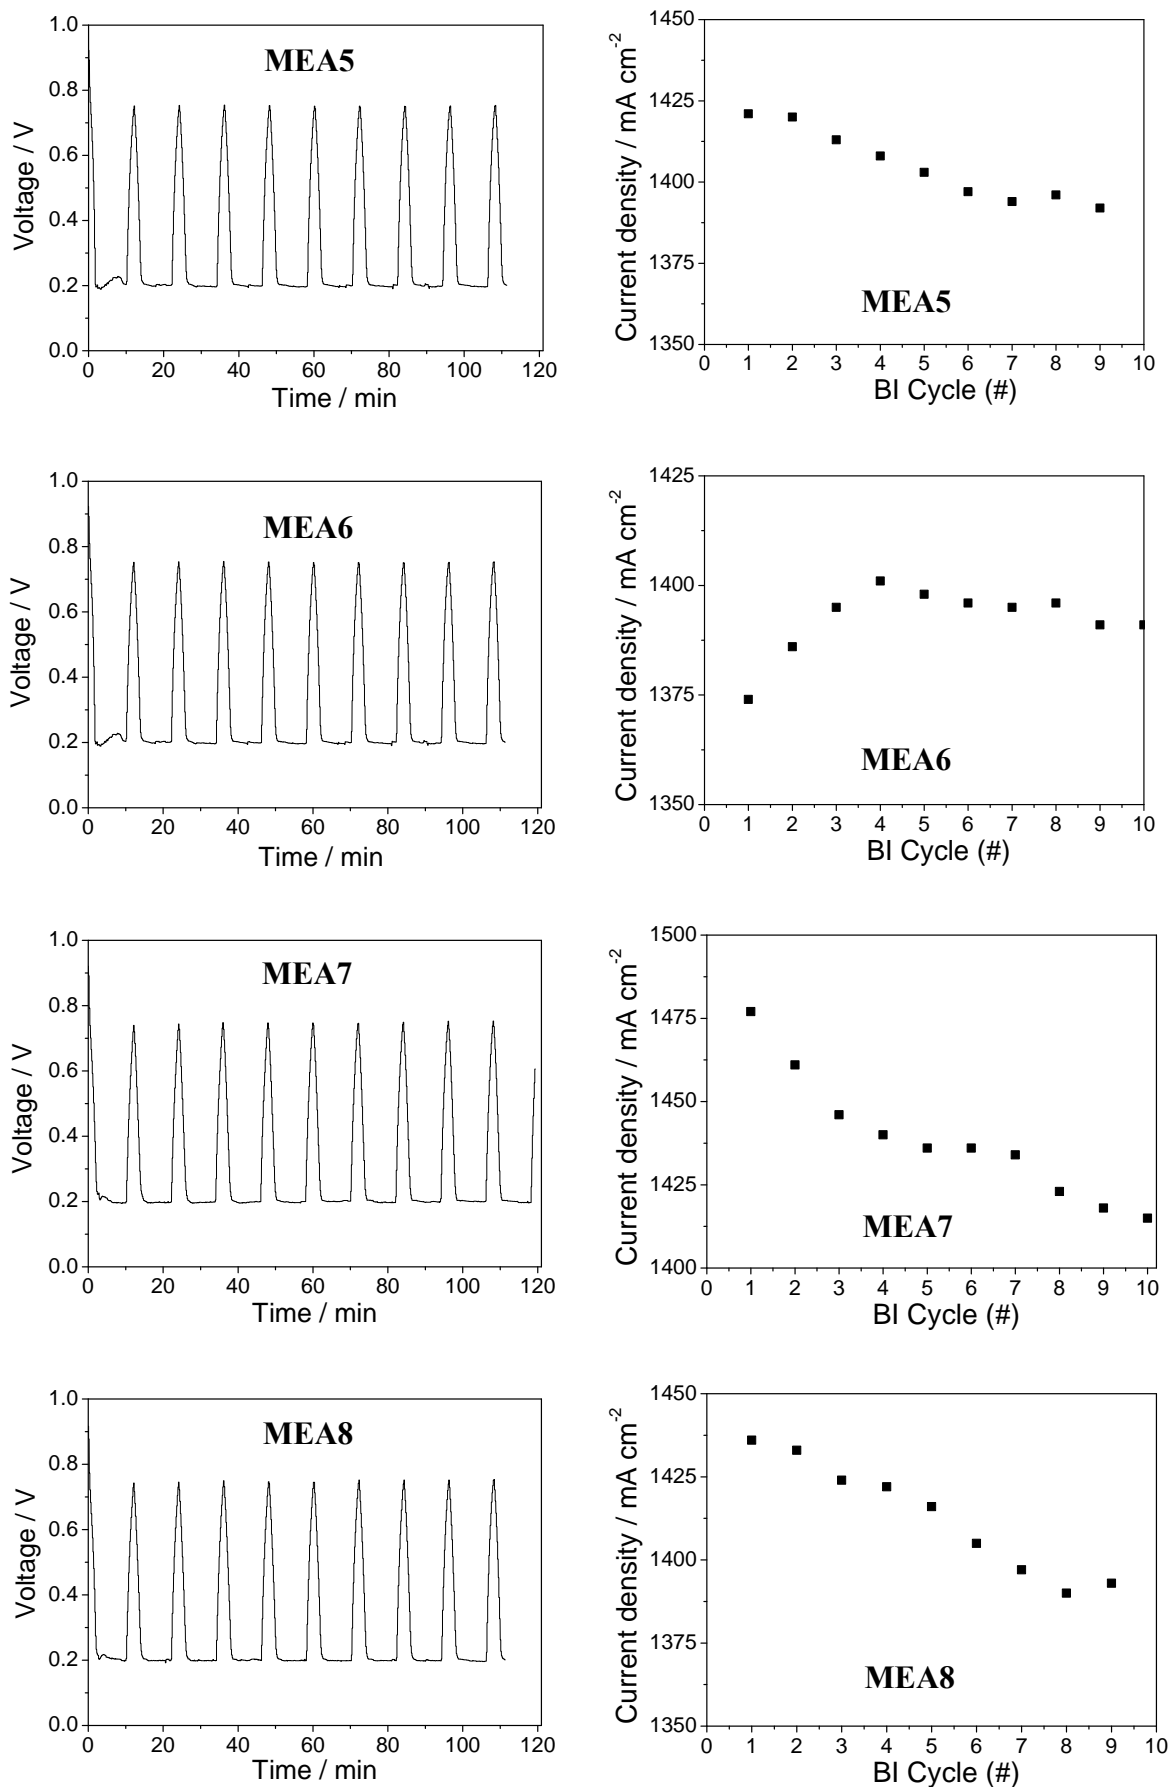 1.0
0.8
0.6
0.4
0.2
0.0
Voltage / V
MEA5
0 20 40 60 80 100 120
Time / min
1450
1425
1400
1375
1350
Current density / mA cm-2
MEA5
0 1 2 3 4 5 6 7 8 9 10
BI Cycle (#)
1.0
0.8
0.6
0.4
0.2
0.0
Voltage / V
MEA6
0 20 40 60 80 100 120
Time / min
1425
1400
1375
1350
Current density / mA cm-2
MEA6
0 1 2 3 4 5 6 7 8 9 10
BI Cycle (#)
1.0
0.8
0.6
0.4
0.2
0.0
Voltage / V
MEA7
0 20 40 60 80 100 120
Time / min
1500
1475
1450
1425
1400
Current density / mA cm-2
MEA7
0 1 2 3 4 5 6 7 8 9 10
BI Cycle (#)
1.0
0.8
0.6
0.4
0.2
0.0
Voltage / V
MEA8
0 20 40 60 80 100 120
Time / min
1450
1425
1400
1375
1350
Current density / mA cm-2
MEA8
0 1 2 3 4 5 6 7 8 9 10
BI Cycle (#)